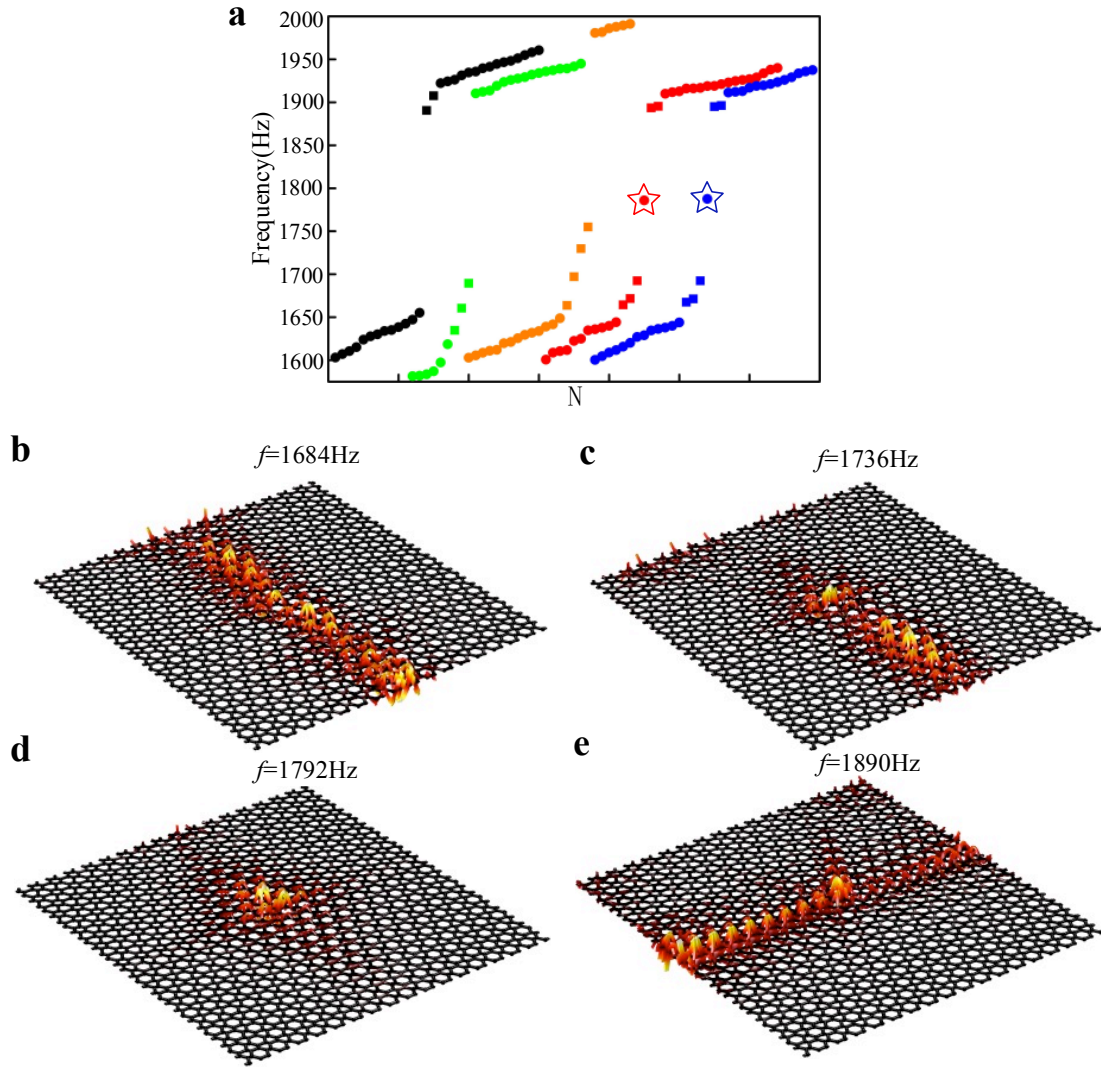 a
Frequency(Hz)
2000
1950
1900
1850
1800
1750
1700
1650
1600
N
b
f=1684Hz
c
f=1736Hz
d
f=1792Hz
e
f=1890Hz